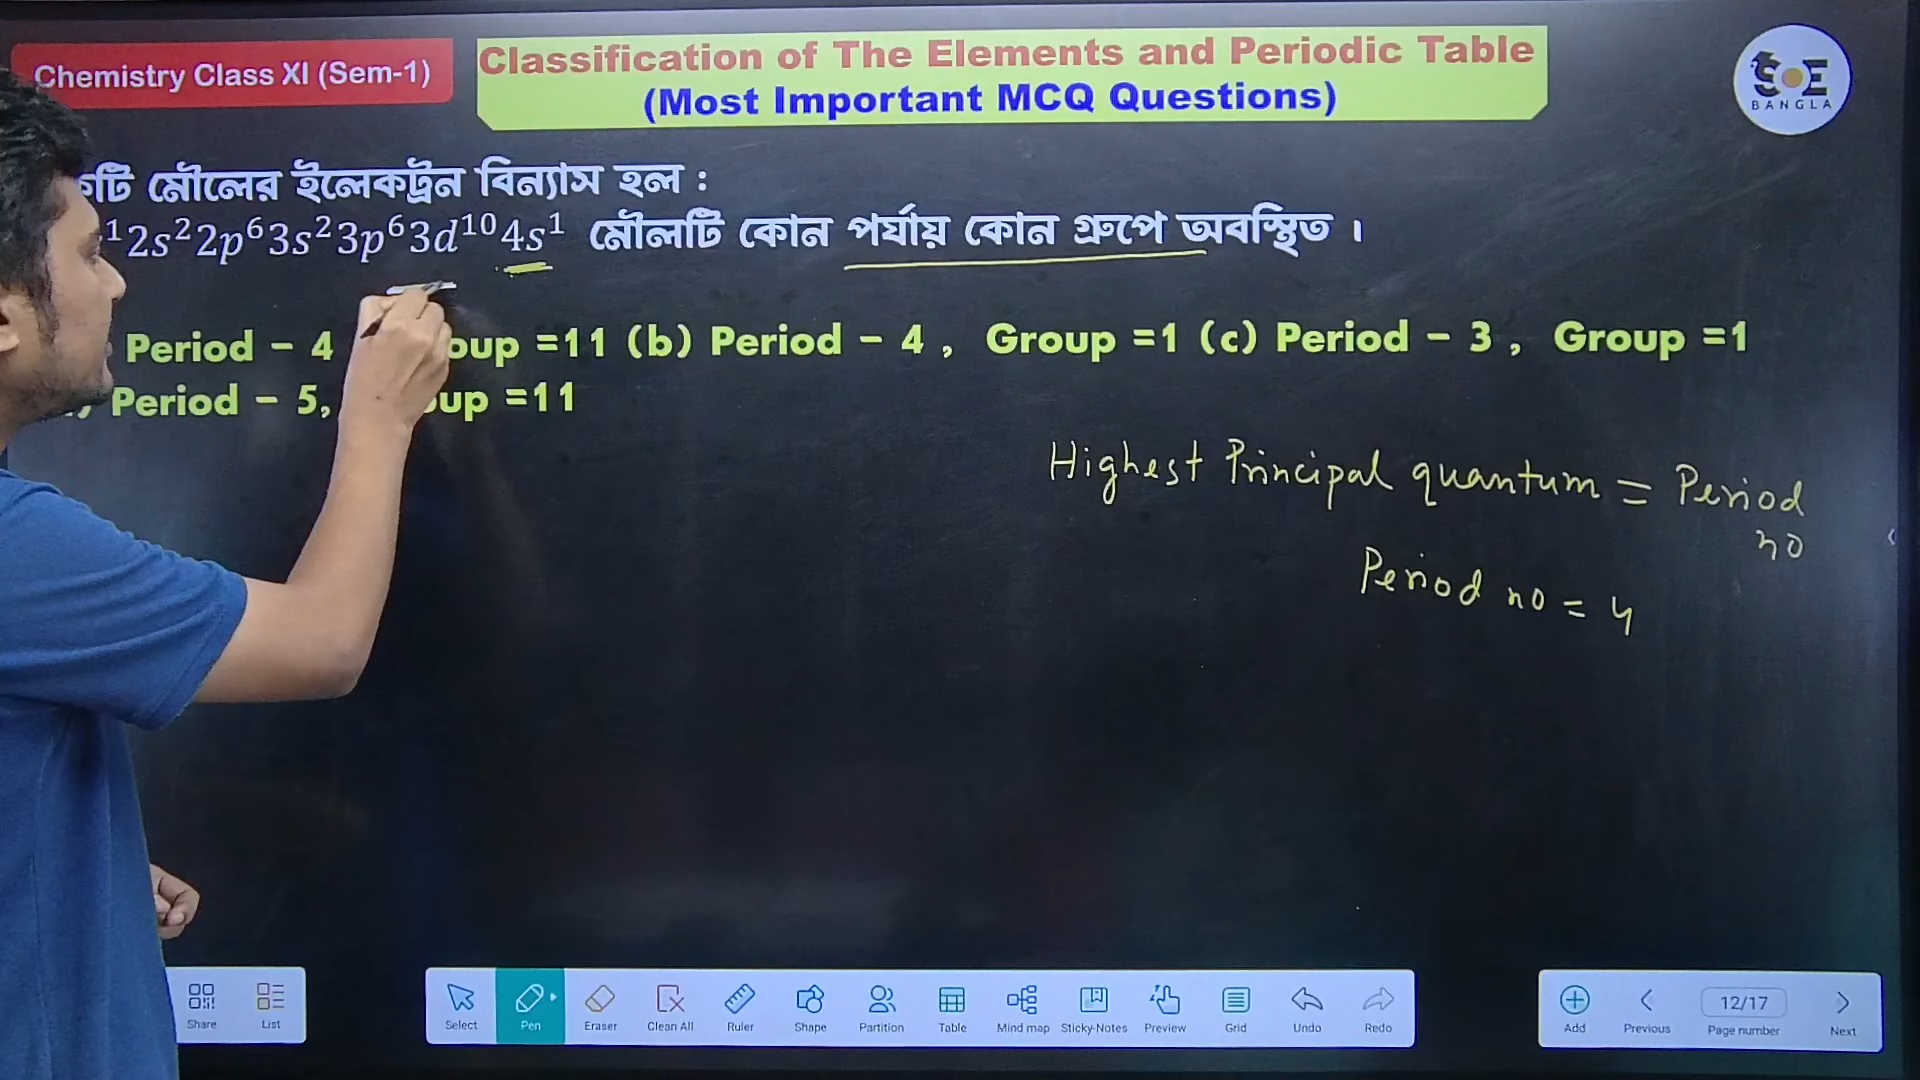 Chemistry Class XI (Sem-1)
Classification of The Elements and Periodic Table
(Most Important MCQ Questions)
SOE
BANGLA
মৌলের ইলেকট্রন বিন্যাস হল :
¹2s²2p⁶3s²3p⁶3d¹⁰4s¹ মৌলটি কোন পর্যায় কোন গ্রুপে অবস্থিত ।
Period - 4 =11 (b) Period - 4 , Group =1 (c) Period - 3 , Group =1
Period - 5, =11
Highest Principal quantum = Period
no
Period no = 4
Share List Select Pen Eraser Clean All Ruler Shape Partition Table Mind map Sticky-Notes Preview Grid Undo Redo Add Previous 12/17 Page number Next